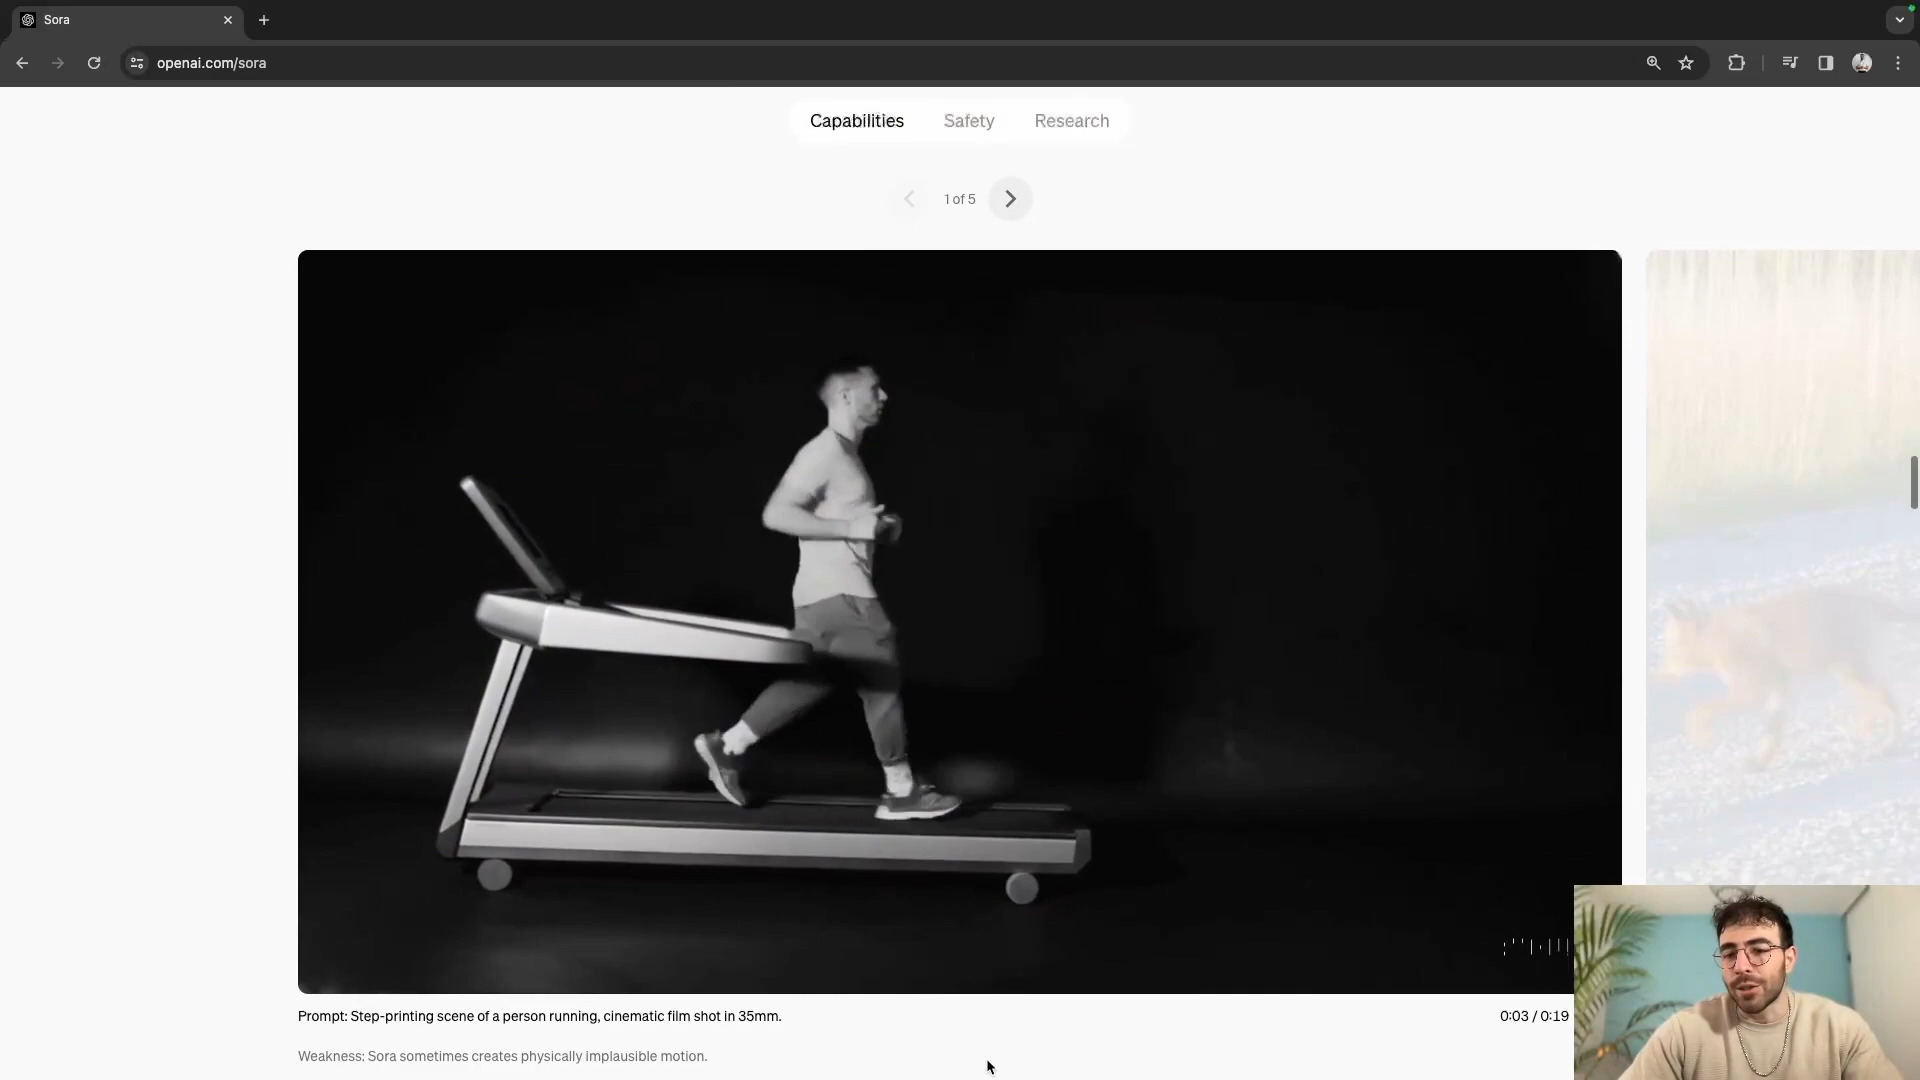 Sora
openai.com/sora
Capabilities Safety Research
1 of 5
Prompt: Step-printing scene of a person running, cinematic film shot in 35mm.
0:03 / 0:19
Weakness: Sora sometimes creates physically implausible motion.